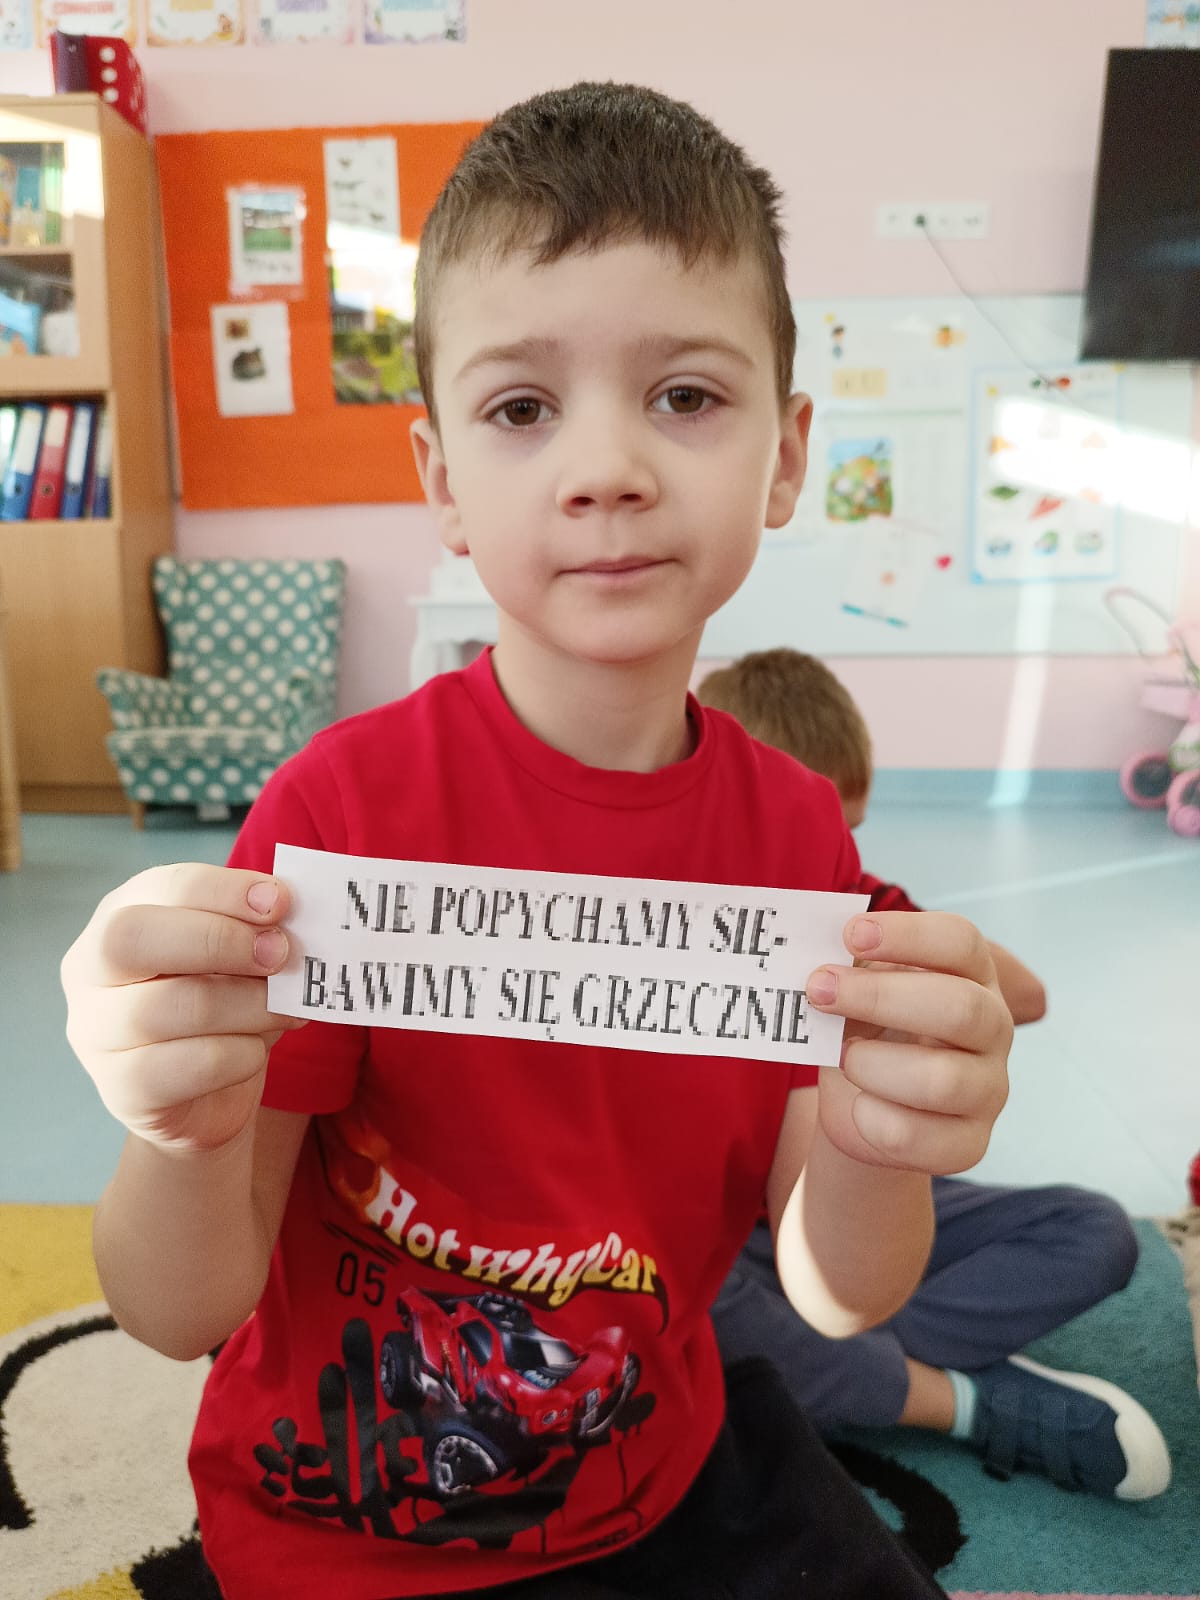 NIE POPYCHAMY SIĘ-
BAWIMY SIĘ GRZECZNIE
Hot WhyCar
05